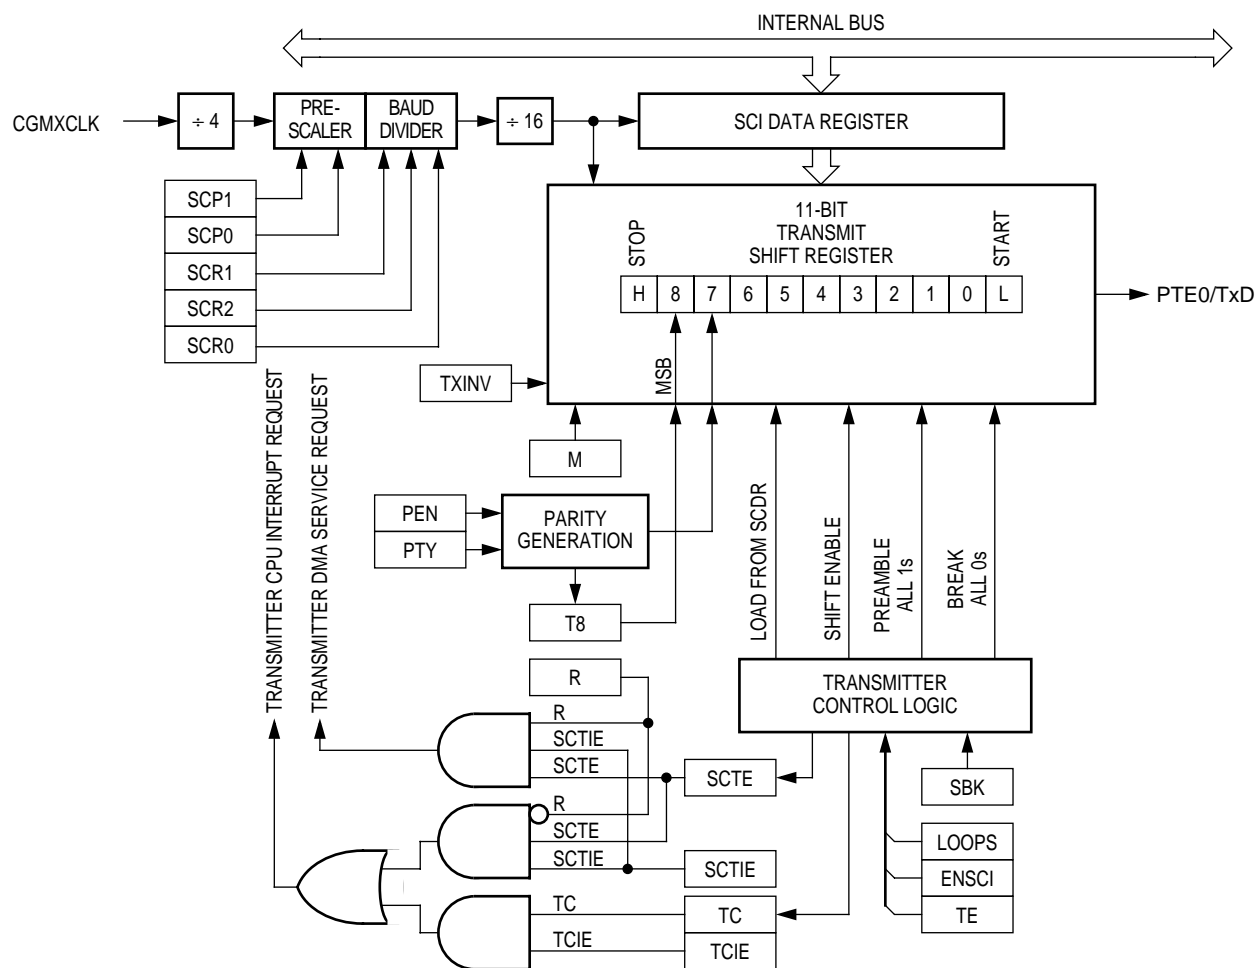 INTERNAL BUS
CGMXCLK
÷ 4
PRE-
SCALER
BAUD
DIVIDER
÷ 16
SCI DATA REGISTER
SCP1
SCP0
SCR1
SCR2
SCR0
11-BIT
TRANSMIT
SHIFT REGISTER
STOP
START
H 8 7 6 5 4 3 2 1 0 L
PTE0/TxD
TXINV
MSB
M
PEN
PTY
PARITY
GENERATION
T8
R
TRANSMITTER CPU INTERRUPT REQUEST
TRANSMITTER DMA SERVICE REQUEST
LOAD FROM SCDR
SHIFT ENABLE
PREAMBLE
ALL 1s
BREAK
ALL 0s
TRANSMITTER
CONTROL LOGIC
R
SCTIE
SCTE
SCTE
SBK
R
SCTE
SCTIE
SCTIE
LOOPS
ENSCI
TE
TC
TC
TCIE
TCIE